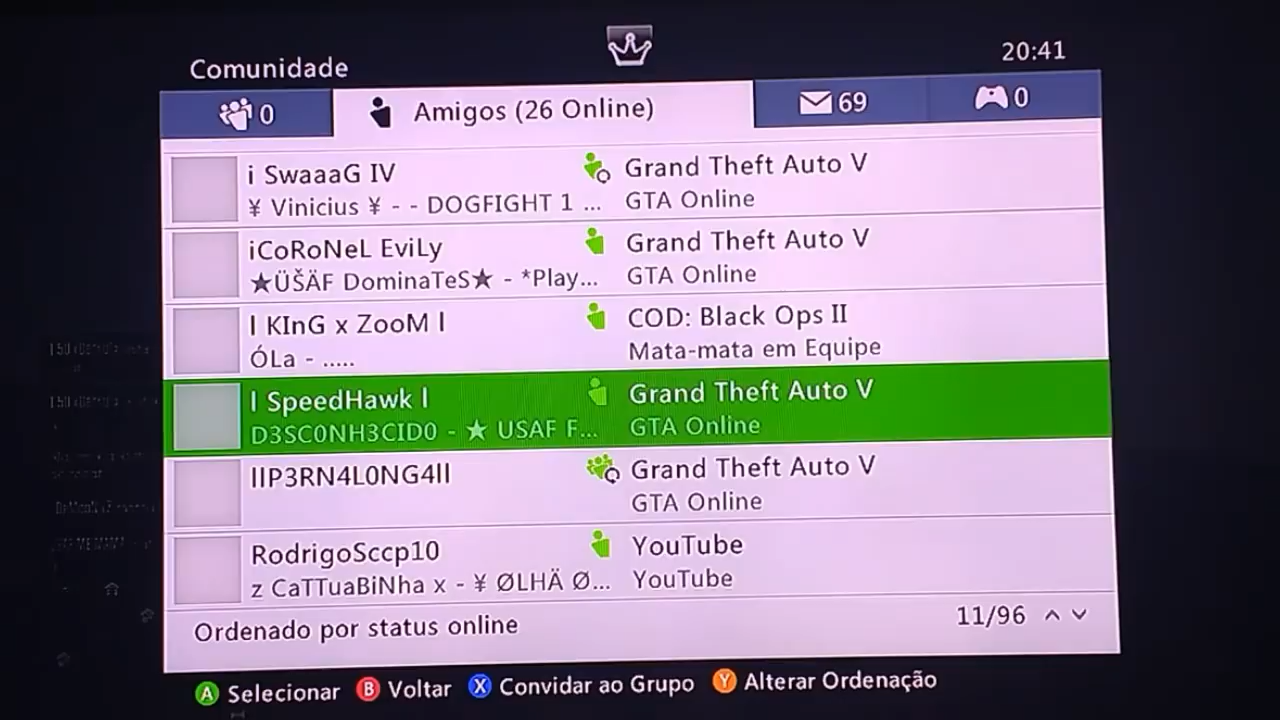 Comunidade
20:41
0
Amigos (26 Online)
69
0
i SwaaaG IV
Grand Theft Auto V
¥ Vinicius ¥ - - DOGFIGHT 1 ...
GTA Online
iCoRoNeL EviLy
Grand Theft Auto V
★ÜŠÄF DominaTeS★ - *Play...
GTA Online
l KInG x ZooM l
COD: Black Ops II
ÓLa - .....
Mata-mata em Equipe
l SpeedHawk l
Grand Theft Auto V
D3SC0NH3CID0 - ★ USAF F...
GTA Online
llP3RN4L0NG4ll
Grand Theft Auto V
GTA Online
RodrigoSccp10
YouTube
z CaTTuaBiNha x - ¥ ØLHÄ Ø...
YouTube
Ordenado por status online
11/96
A Selecionar B Voltar X Convidar ao Grupo Y Alterar Ordenação